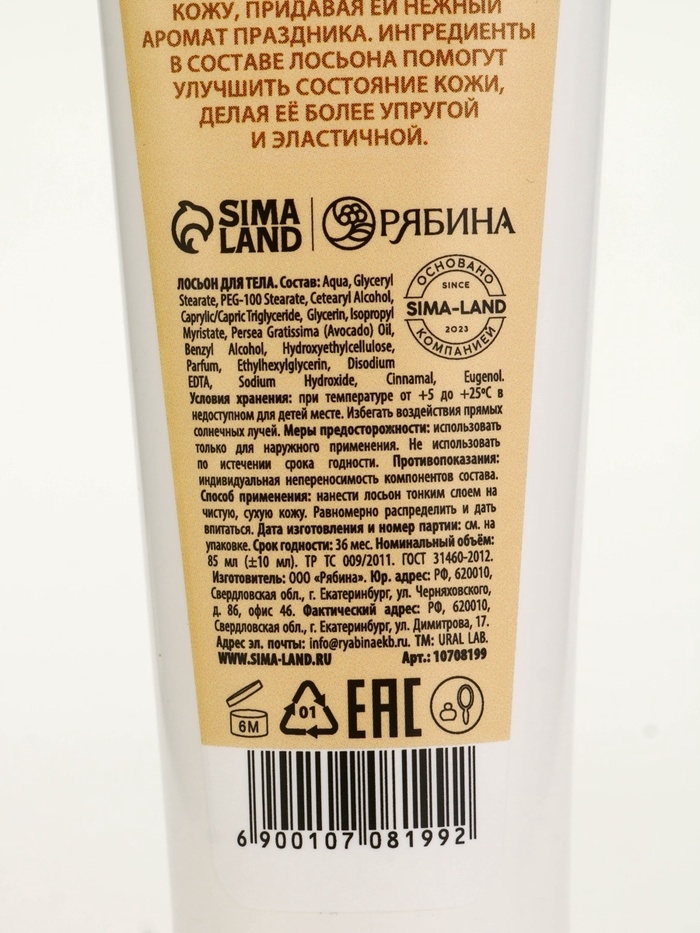 КОЖУ, ПРИДАВАЯ ЕЙ НЕЖНЫЙ
АРОМАТ ПРАЗДНИКА. ИНГРЕДИЕНТЫ
В СОСТАВЕ ЛОСЬОНА ПОМОГУТ
УЛУЧШИТЬ СОСТОЯНИЕ КОЖИ,
ДЕЛАЯ ЕЁ БОЛЕЕ УПРУГОЙ
И ЭЛАСТИЧНОЙ.
SIMA
LAND
РЯБИНА
ОСНОВАНО
SINCE
SIMA-LAND
2023
КОМПАНИЕЙ
ЛОСЬОН ДЛЯ ТЕЛА. Состав: Aqua, Glyceryl
Stearate, PEG-100 Stearate, Cetearyl Alcohol,
Caprylic/Capric Triglyceride, Glycerin, Isopropyl
Myristate, Persea Gratissima (Avocado) Oil,
Benzyl Alcohol, Hydroxyethylcellulose,
Parfum, Ethylhexylglycerin, Disodium
EDTA, Sodium Hydroxide, Cinnamal, Eugenol.
Условия хранения: при температуре от +5 до +25ºС в
недоступном для детей месте. Избегать воздействия прямых
солнечных лучей. Меры предосторожности: использовать
только для наружного применения. Не использовать
по истечении срока годности. Противопоказания:
индивидуальная непереносимость компонентов состава.
Способ применения: нанести лосьон тонким слоем на
чистую, сухую кожу. Равномерно распределить и дать
впитаться. Дата изготовления и номер партии: см. на
упаковке. Срок годности: 36 мес. Номинальный объём:
85 мл (±10 мл). ТР ТС 009/2011. ГОСТ 31460-2012.
Изготовитель: ООО «Рябина». Юр. адрес: РФ, 620010,
Свердловская обл., г. Екатеринбург, ул. Черняховского,
д. 86, офис 46. Фактический адрес: РФ, 620010,
Свердловская обл., г. Екатеринбург, ул. Димитрова, 17.
Адрес эл. почты: info@ryabinaekb.ru. ТМ: URAL LAB.
WWW.SIMA-LAND.RU Арт.: 10708199
6M
01
EAC
6 900107 081992